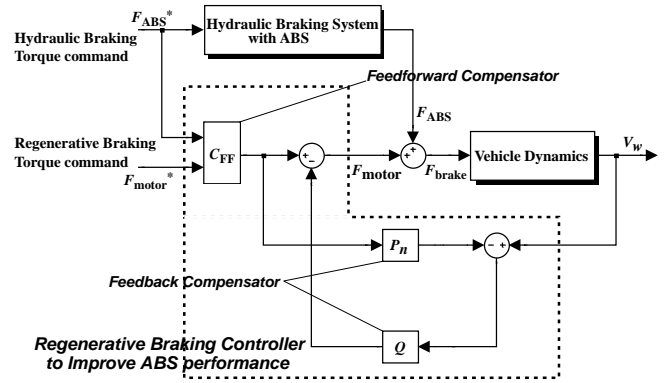 F_ABS*
Hydraulic Braking
Torque command
Hydraulic Braking System
with ABS
Feedforward Compensator
F_ABS
Regenerative Braking
Torque command
F_motor*
C_FF
+
−
F_motor
+
+
F_brake
Vehicle Dynamics
V_w
P_n
−
+
Feedback Compensator
Q
Regenerative Braking Controller
to Improve ABS performance